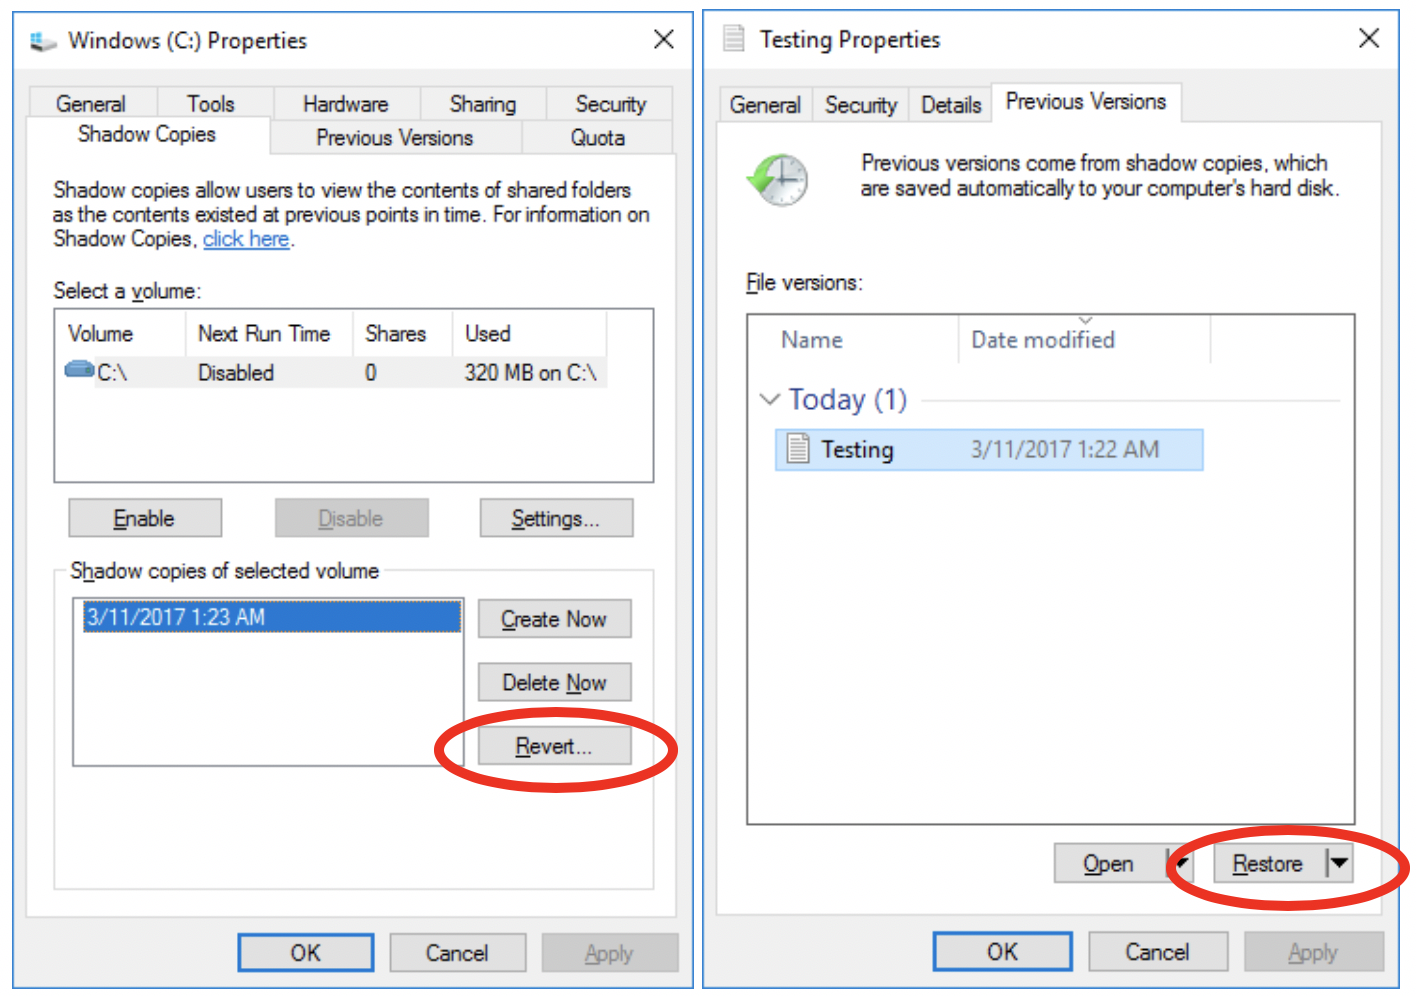 Windows (C:) Properties
General Tools Hardware Sharing Security
Shadow Copies Previous Versions Quota
Shadow copies allow users to view the contents of shared folders
as the contents existed at previous points in time. For information on
Shadow Copies, click here.
Select a volume:
Volume Next Run Time Shares Used
C:\ Disabled 0 320 MB on C:\
Enable Disable Settings...
Shadow copies of selected volume
3/11/2017 1:23 AM
Create Now
Delete Now
Revert...
OK Cancel Apply
Testing Properties
General Security Details Previous Versions
Previous versions come from shadow copies, which
are saved automatically to your computer's hard disk.
File versions:
Name Date modified
Today (1)
Testing 3/11/2017 1:22 AM
Open Restore
OK Cancel Apply